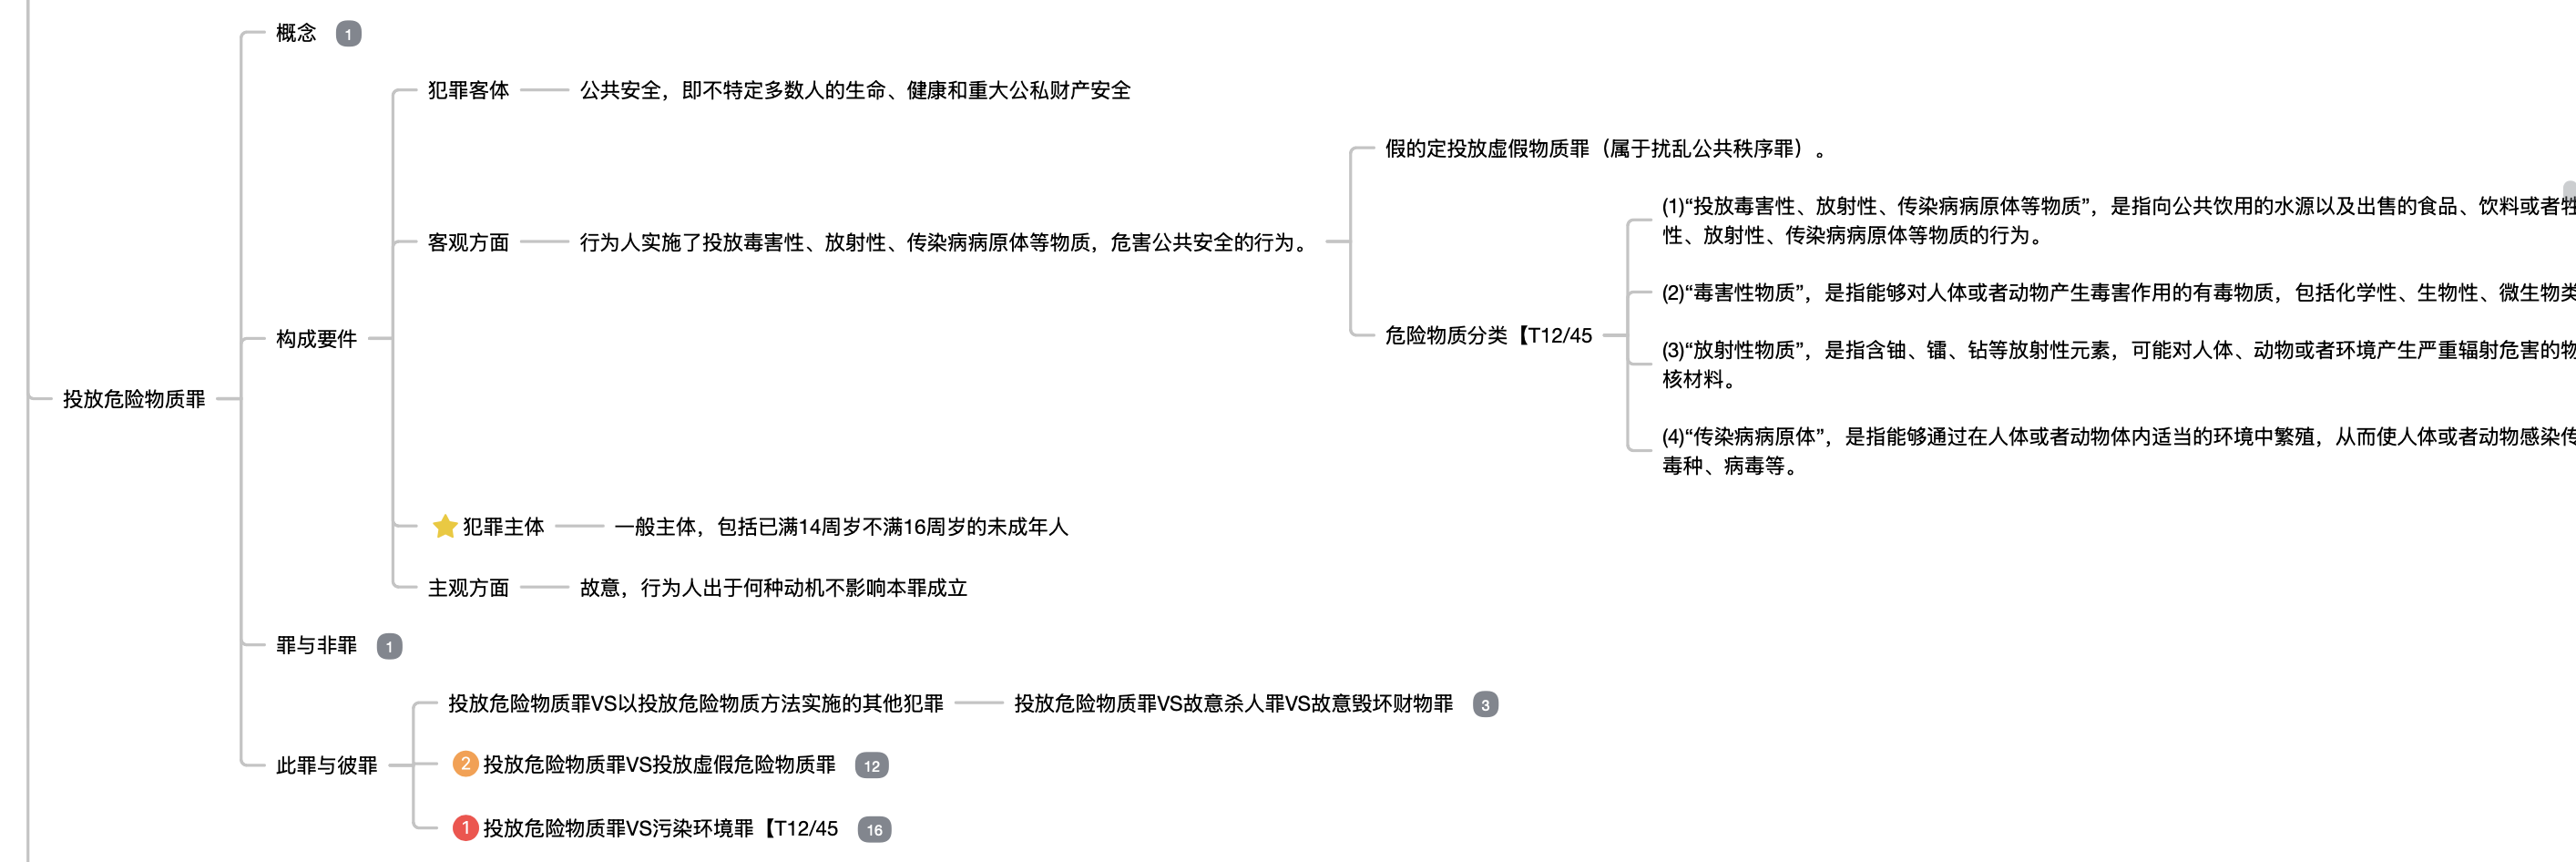 概念 1
犯罪客体 公共安全，即不特定多数人的生命、健康和重大公私财产安全
假的定投放虚假物质罪（属于扰乱公共秩序罪）。
(1)“投放毒害性、放射性、传染病病原体等物质”，是指向公共饮用的水源以及出售的食品、饮料或者牲
性、放射性、传染病病原体等物质的行为。
客观方面 行为人实施了投放毒害性、放射性、传染病病原体等物质，危害公共安全的行为。
(2)“毒害性物质”，是指能够对人体或者动物产生毒害作用的有毒物质，包括化学性、生物性、微生物类
危险物质分类【T12/45
(3)“放射性物质”，是指含铀、镭、钴等放射性元素，可能对人体、动物或者环境产生严重辐射危害的物
核材料。
构成要件
投放危险物质罪
(4)“传染病病原体”，是指能够通过在人体或者动物体内适当的环境中繁殖，从而使人体或者动物感染传
毒种、病毒等。
犯罪主体 一般主体，包括已满14周岁不满16周岁的未成年人
主观方面 故意，行为人出于何种动机不影响本罪成立
罪与非罪 1
投放危险物质罪VS以投放危险物质方法实施的其他犯罪 投放危险物质罪VS故意杀人罪VS故意毁坏财物罪 3
此罪与彼罪
2 投放危险物质罪VS投放虚假危险物质罪 12
1 投放危险物质罪VS污染环境罪【T12/45 16